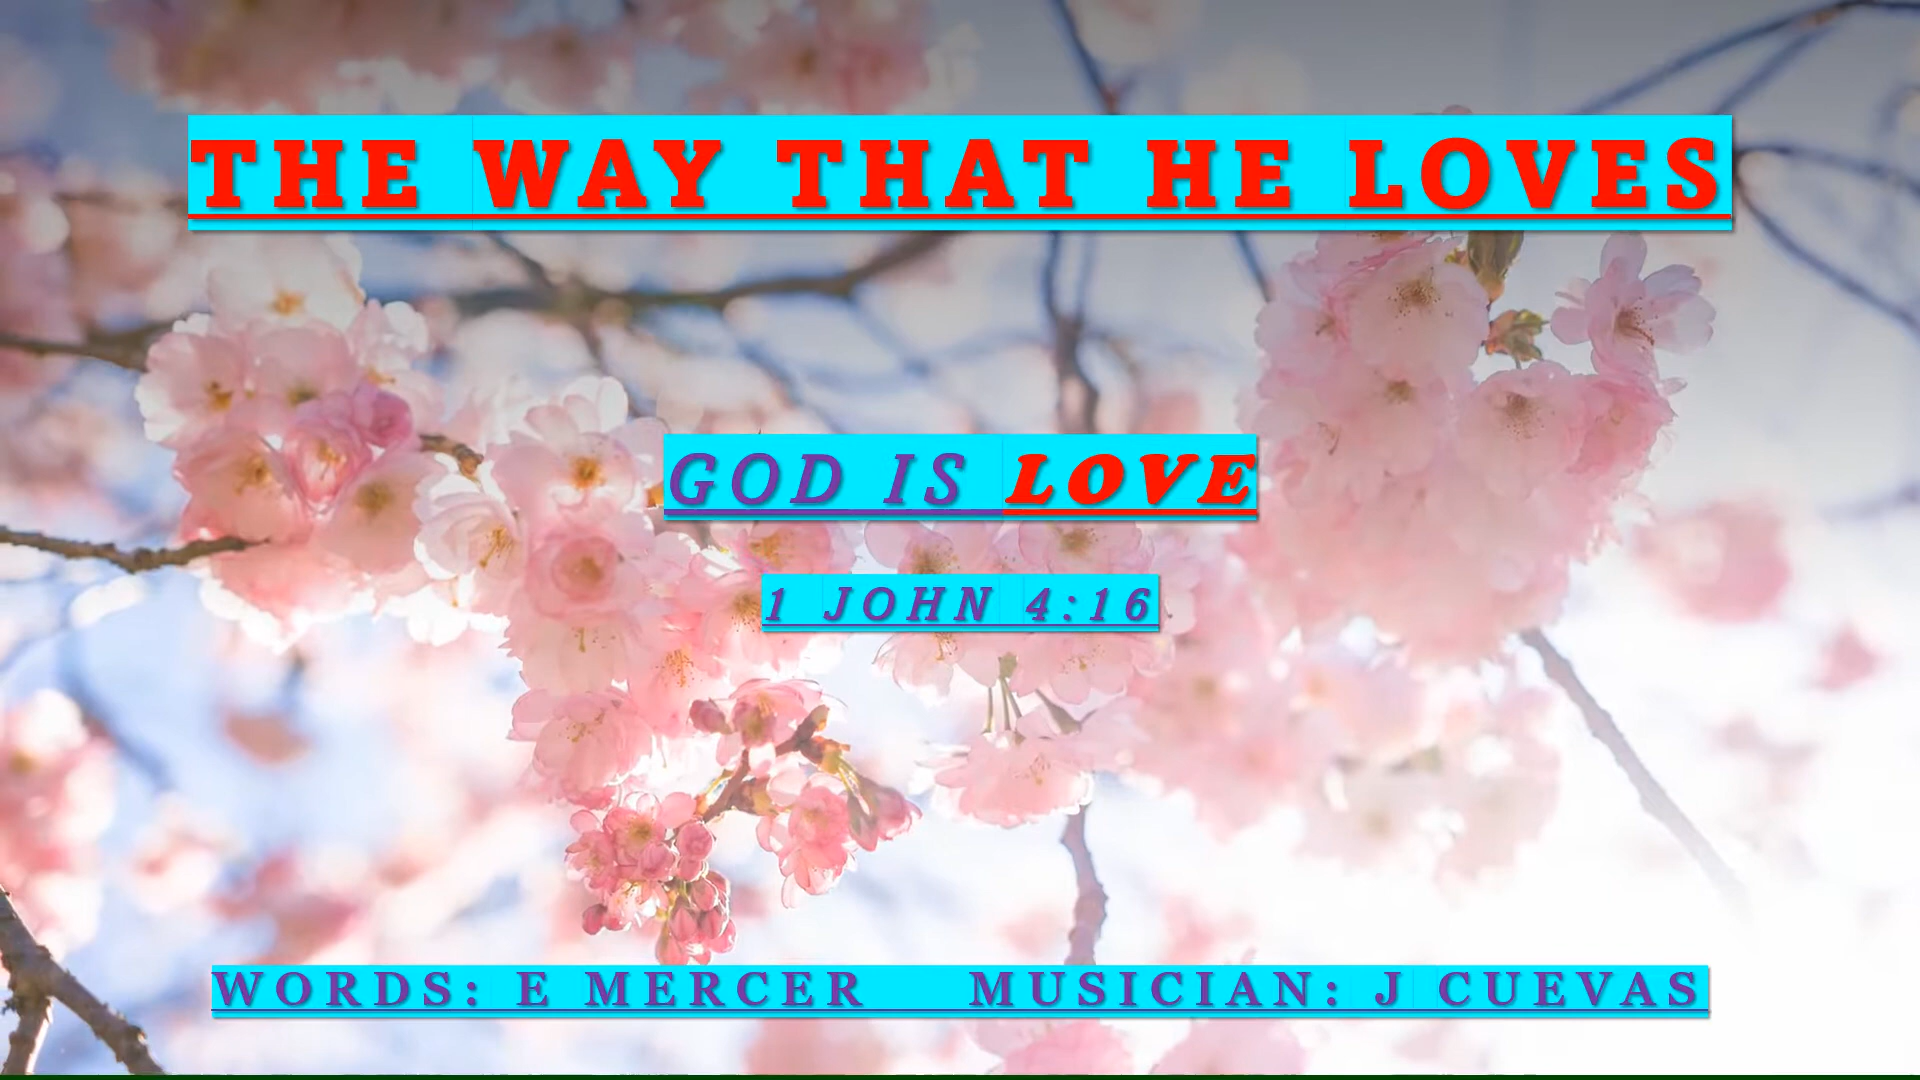 THE WAY THAT HE LOVES
GOD IS LOVE
1 JOHN 4:16
WORDS: E MERCER MUSICIAN: J CUEVAS